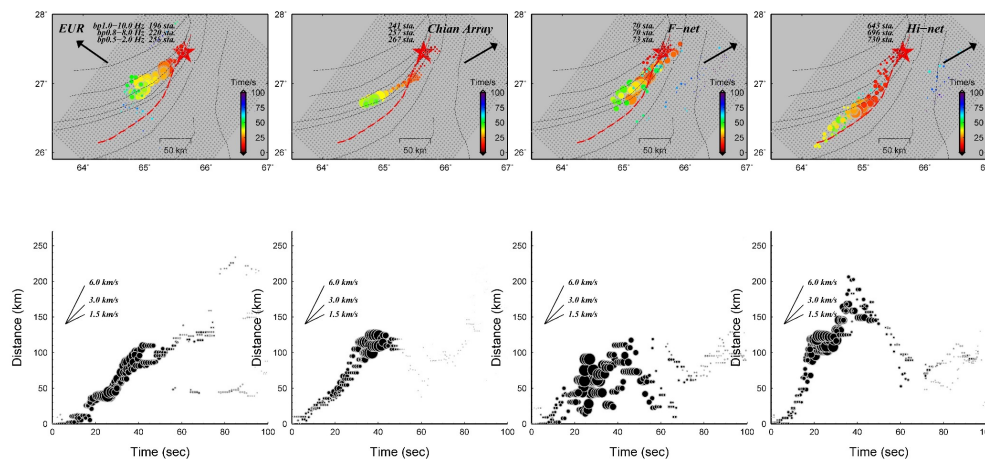 EUR
bp1.0−10.0 Hz 196 sta.
bp0.8−8.0 Hz 220 sta.
bp0.5−2.0 Hz 256 sta.
28˚
27˚
26˚
64˚ 65˚ 66˚ 67˚
Time/s
100
75
50
25
0
50 km
241 sta.
257 sta.
267 sta.
Chian Array
64˚ 65˚ 66˚ 67˚
Time/s
100
75
50
25
0
50 km
70 sta.
70 sta.
73 sta.
F−net
64˚ 65˚ 66˚ 67˚
Time/s
100
75
50
25
0
50 km
643 sta.
696 sta.
730 sta.
Hi−net
64˚ 65˚ 66˚ 67˚
Time/s
100
75
50
25
0
50 km
Distance (km)
250
200
150
100
50
0
6.0 km/s
3.0 km/s
1.5 km/s
0 20 40 60 80 100
Time (sec)
Distance (km)
250
200
150
100
50
0
6.0 km/s
3.0 km/s
1.5 km/s
0 20 40 60 80 100
Time (sec)
Distance (km)
250
200
150
100
50
0
6.0 km/s
3.0 km/s
1.5 km/s
0 20 40 60 80 100
Time (sec)
Distance (km)
250
200
150
100
50
0
6.0 km/s
3.0 km/s
1.5 km/s
0 20 40 60 80 100
Time (sec)